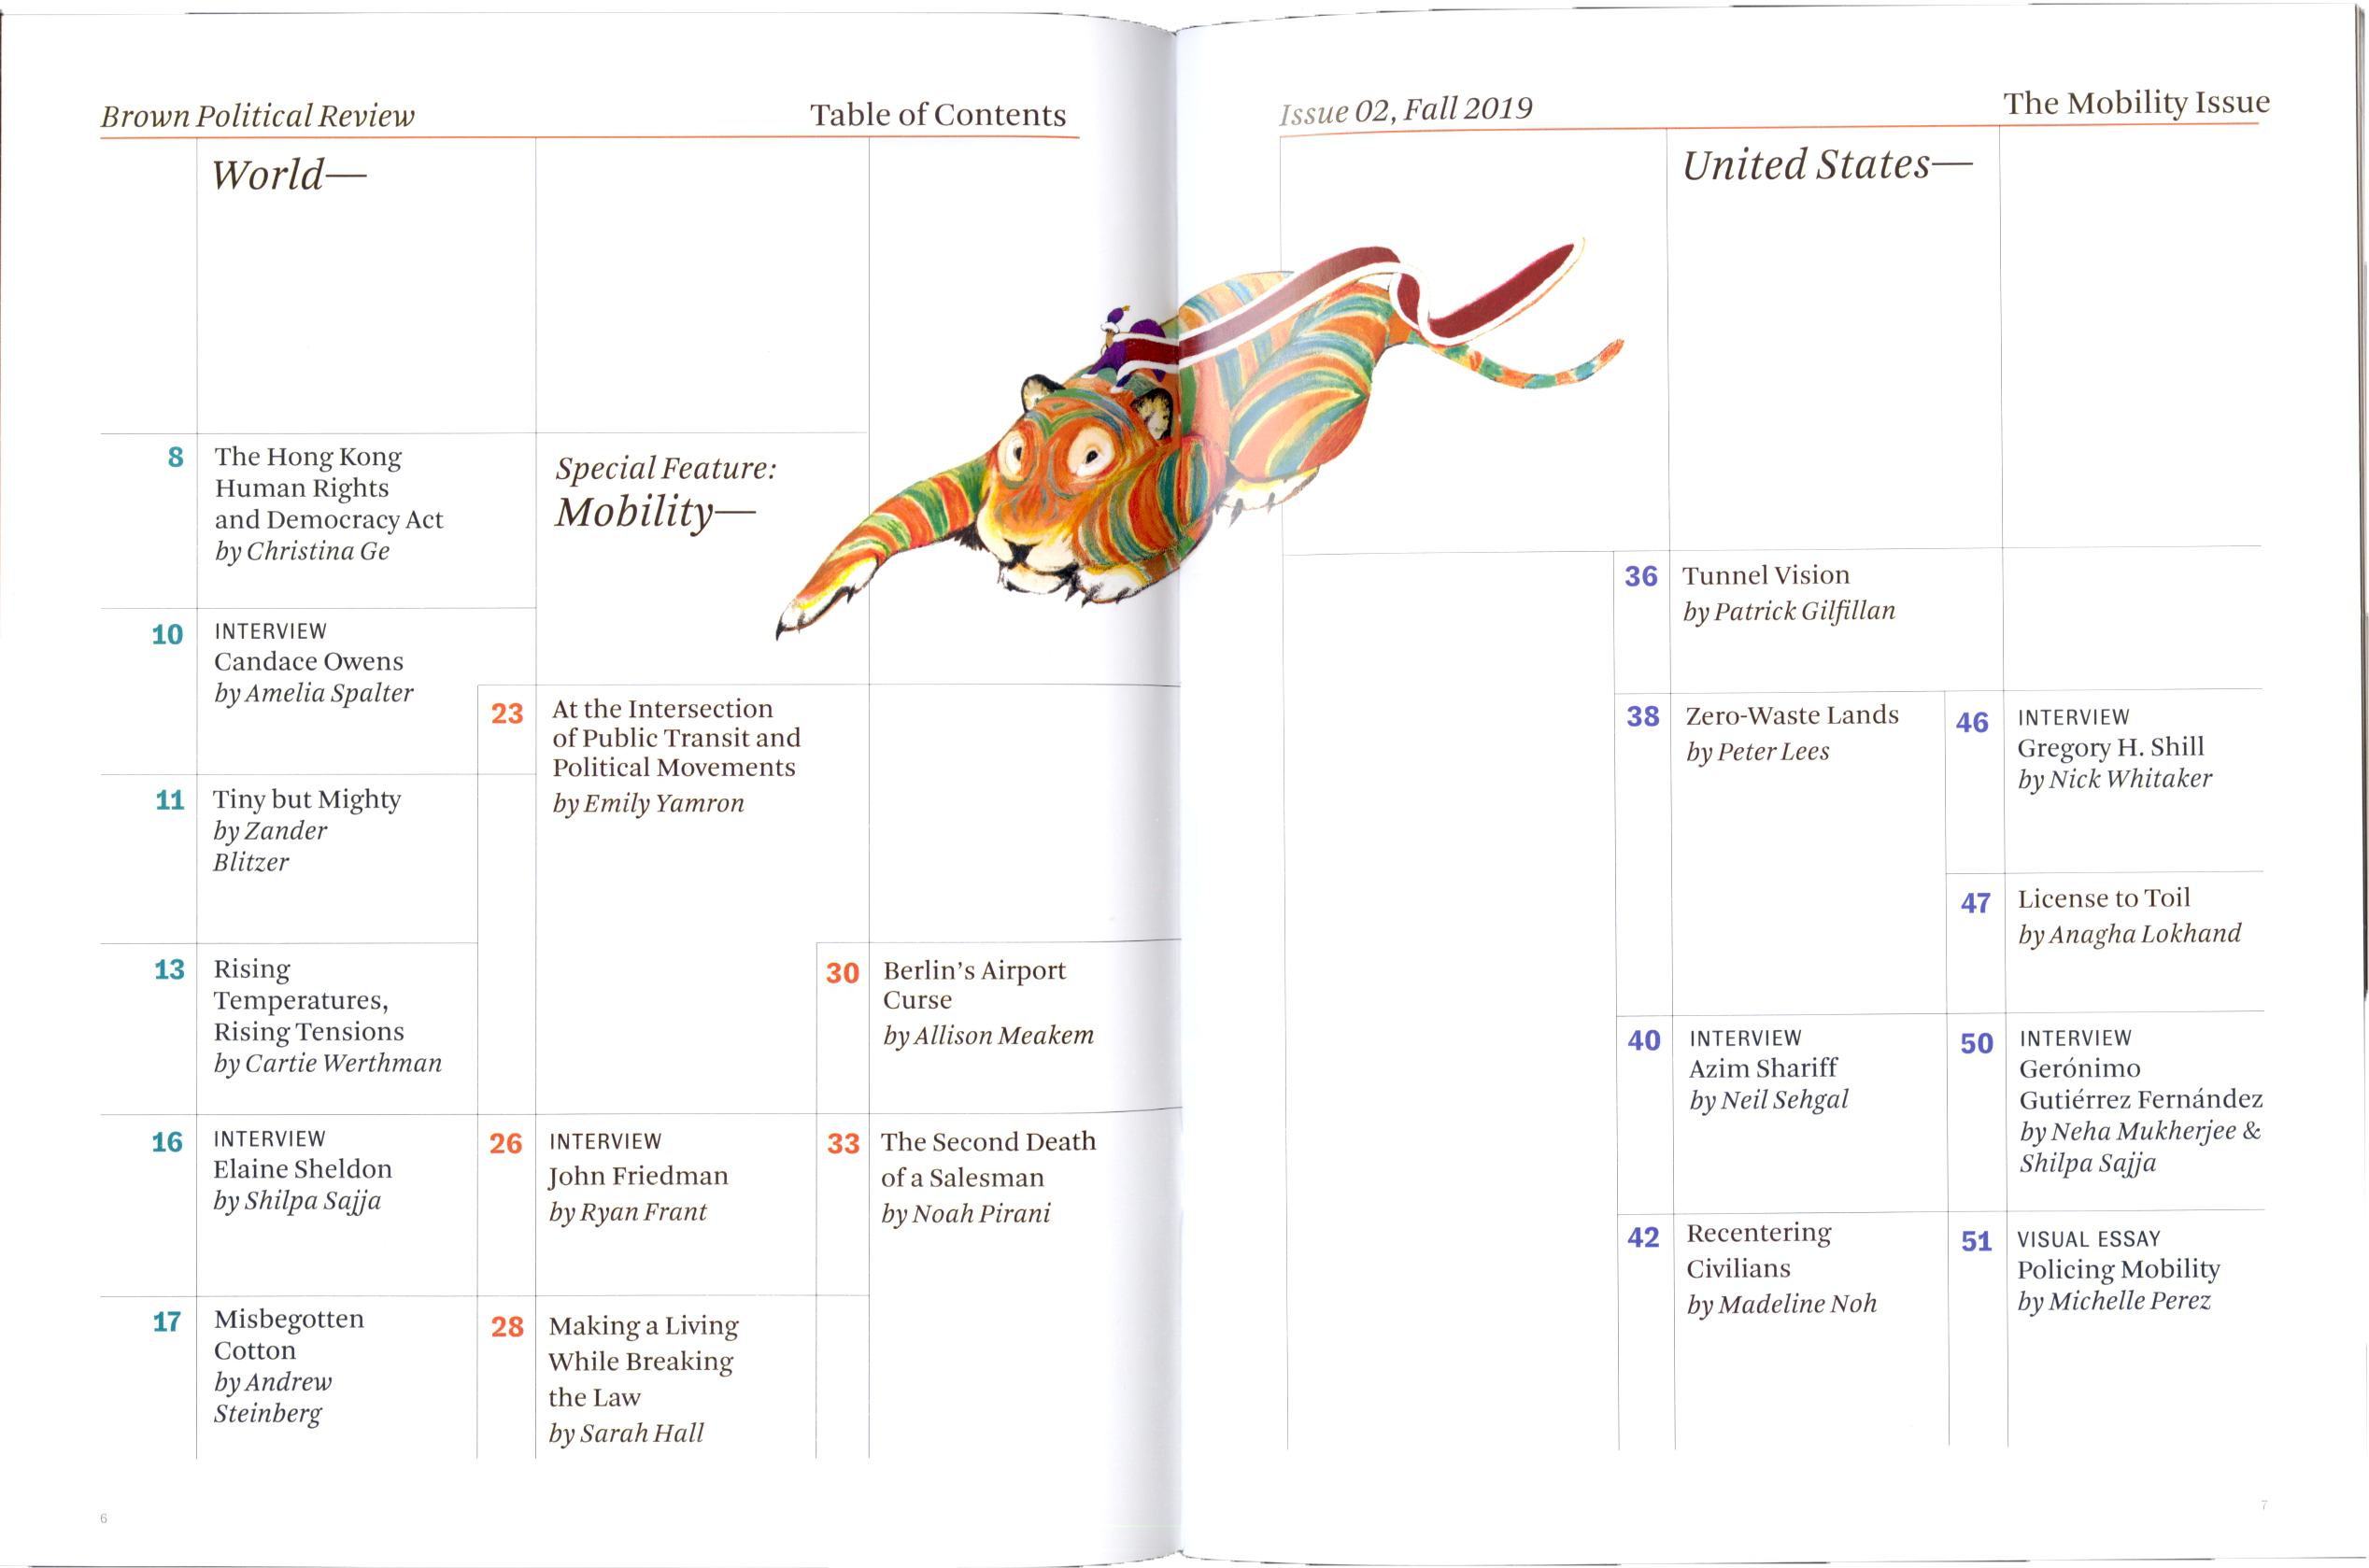 Brown Political Review
Table of Contents
World—
8
The Hong Kong
Human Rights
and Democracy Act
by Christina Ge
10
INTERVIEW
Candace Owens
by Amelia Spalter
11
Tiny but Mighty
by Zander
Blitzer
13
Rising
Temperatures,
Rising Tensions
by Cartie Werthman
16
INTERVIEW
Elaine Sheldon
by Shilpa Sajja
17
Misbegotten
Cotton
by Andrew
Steinberg
Special Feature:
Mobility—
23
At the Intersection
of Public Transit and
Political Movements
by Emily Yamron
26
INTERVIEW
John Friedman
by Ryan Frant
28
Making a Living
While Breaking
the Law
by Sarah Hall
30
Berlin's Airport
Curse
by Allison Meakem
33
The Second Death
of a Salesman
by Noah Pirani
6
Issue 02, Fall 2019
The Mobility Issue
United States—
36
Tunnel Vision
by Patrick Gilfillan
38
Zero-Waste Lands
by Peter Lees
40
INTERVIEW
Azim Shariff
by Neil Sehgal
42
Recentering
Civilians
by Madeline Noh
46
INTERVIEW
Gregory H. Shill
by Nick Whitaker
47
License to Toil
by Anagha Lokhand
50
INTERVIEW
Gerónimo
Gutiérrez Fernández
by Neha Mukherjee &
Shilpa Sajja
51
VISUAL ESSAY
Policing Mobility
by Michelle Perez
7